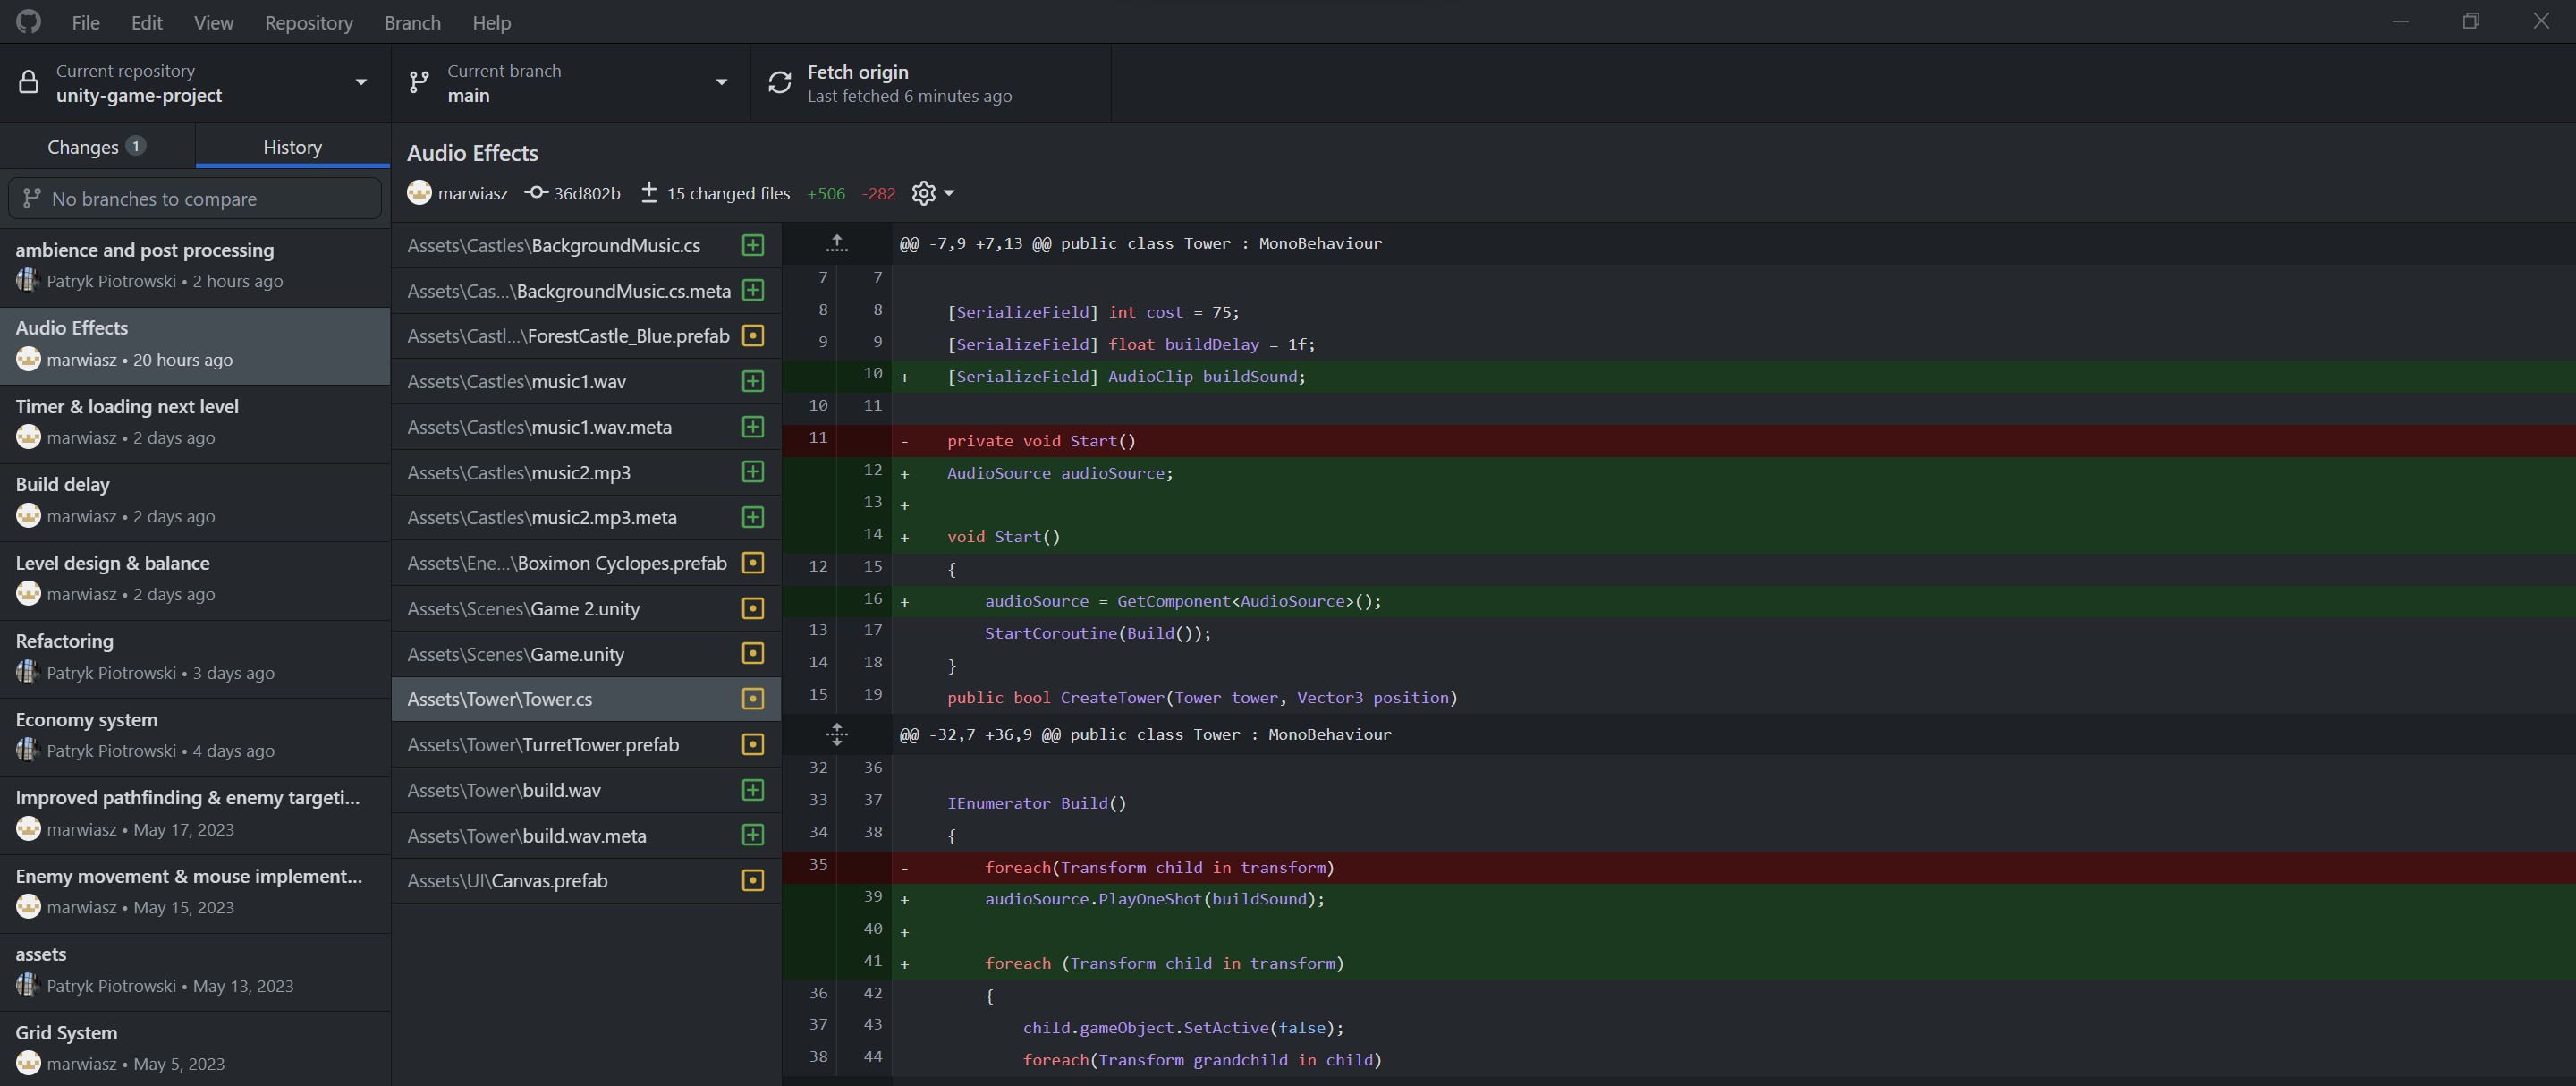 File Edit View Repository Branch Help
Current repository
unity-game-project
Current branch
main
Fetch origin
Last fetched 6 minutes ago
Changes 1
History
No branches to compare
ambience and post processing
Patryk Piotrowski • 2 hours ago
Audio Effects
marwiasz • 20 hours ago
Timer & loading next level
marwiasz • 2 days ago
Build delay
marwiasz • 2 days ago
Level design & balance
marwiasz • 2 days ago
Refactoring
Patryk Piotrowski • 3 days ago
Economy system
Patryk Piotrowski • 4 days ago
Improved pathfinding & enemy targeti...
marwiasz • May 17, 2023
Enemy movement & mouse implement...
marwiasz • May 15, 2023
assets
Patryk Piotrowski • May 13, 2023
Grid System
marwiasz • May 5, 2023
Audio Effects
marwiasz 36d802b 15 changed files +506 -282
Assets\Castles\BackgroundMusic.cs
Assets\Cas...\BackgroundMusic.cs.meta
Assets\Castl...\ForestCastle_Blue.prefab
Assets\Castles\music1.wav
Assets\Castles\music1.wav.meta
Assets\Castles\music2.mp3
Assets\Castles\music2.mp3.meta
Assets\Ene...\Boximon Cyclopes.prefab
Assets\Scenes\Game 2.unity
Assets\Scenes\Game.unity
Assets\Tower\Tower.cs
Assets\Tower\TurretTower.prefab
Assets\Tower\build.wav
Assets\Tower\build.wav.meta
Assets\UI\Canvas.prefab
@@ -7,9 +7,13 @@ public class Tower : MonoBehaviour
7 7
8 8 [SerializeField] int cost = 75;
9 9 [SerializeField] float buildDelay = 1f;
10 + [SerializeField] AudioClip buildSound;
10 11
11 - private void Start()
12 + AudioSource audioSource;
13 +
14 + void Start()
12 15 {
16 + audioSource = GetComponent<AudioSource>();
13 17 StartCoroutine(Build());
14 18 }
15 19 public bool CreateTower(Tower tower, Vector3 position)
@@ -32,7 +36,9 @@ public class Tower : MonoBehaviour
32 36
33 37 IEnumerator Build()
34 38 {
35 - foreach(Transform child in transform)
39 + audioSource.PlayOneShot(buildSound);
40 +
41 + foreach (Transform child in transform)
36 42 {
37 43 child.gameObject.SetActive(false);
38 44 foreach(Transform grandchild in child)